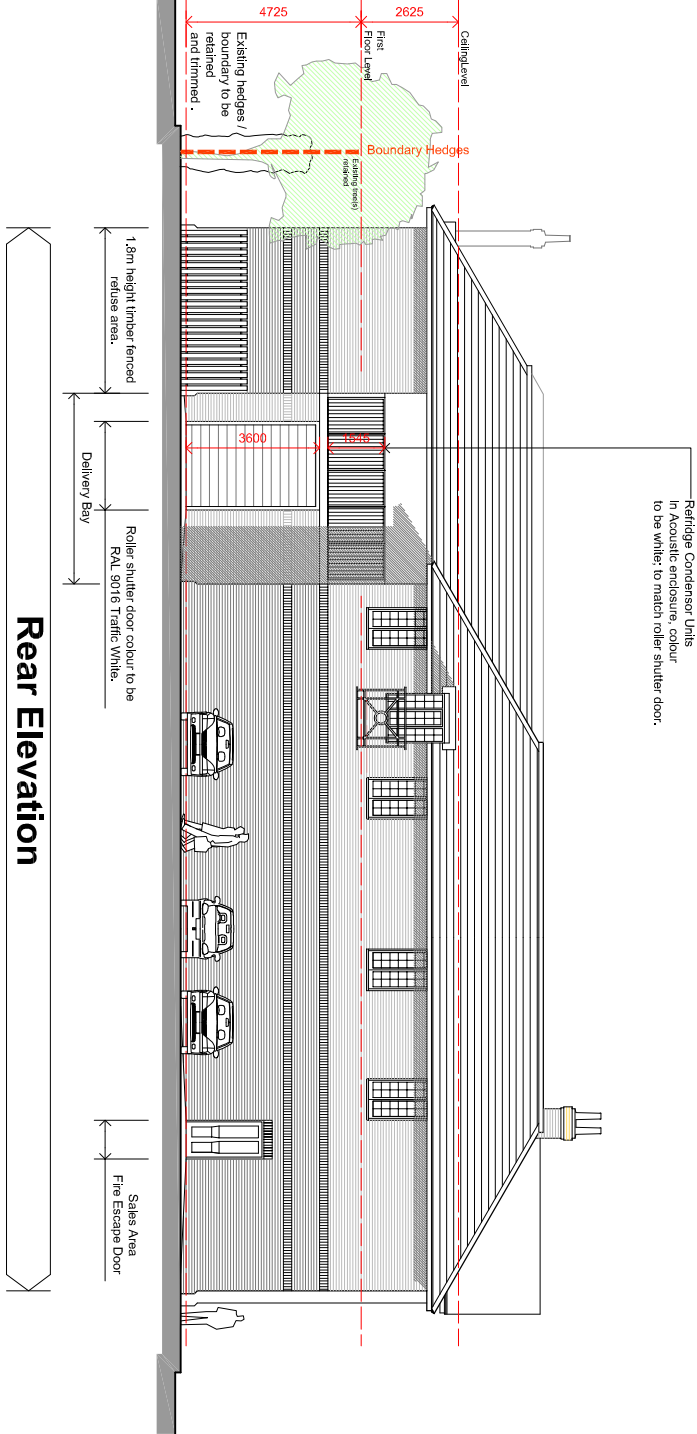 4725
2625
Ceiling Level
First
Floor Level
Existing hedges /
boundary to be
retained
and trimmed .
Boundary Hedges
Existing tree(s)
retained
1.8m height timber fenced
refuse area.
3600
1545
Refridge Condensor Units
in Acoustic enclosure, colour
to be white; to match roller shutter door.
Delivery Bay
Roller shutter door colour to be
RAL 9016 Traffic White.
Sales Area
Fire Escape Door
Rear Elevation